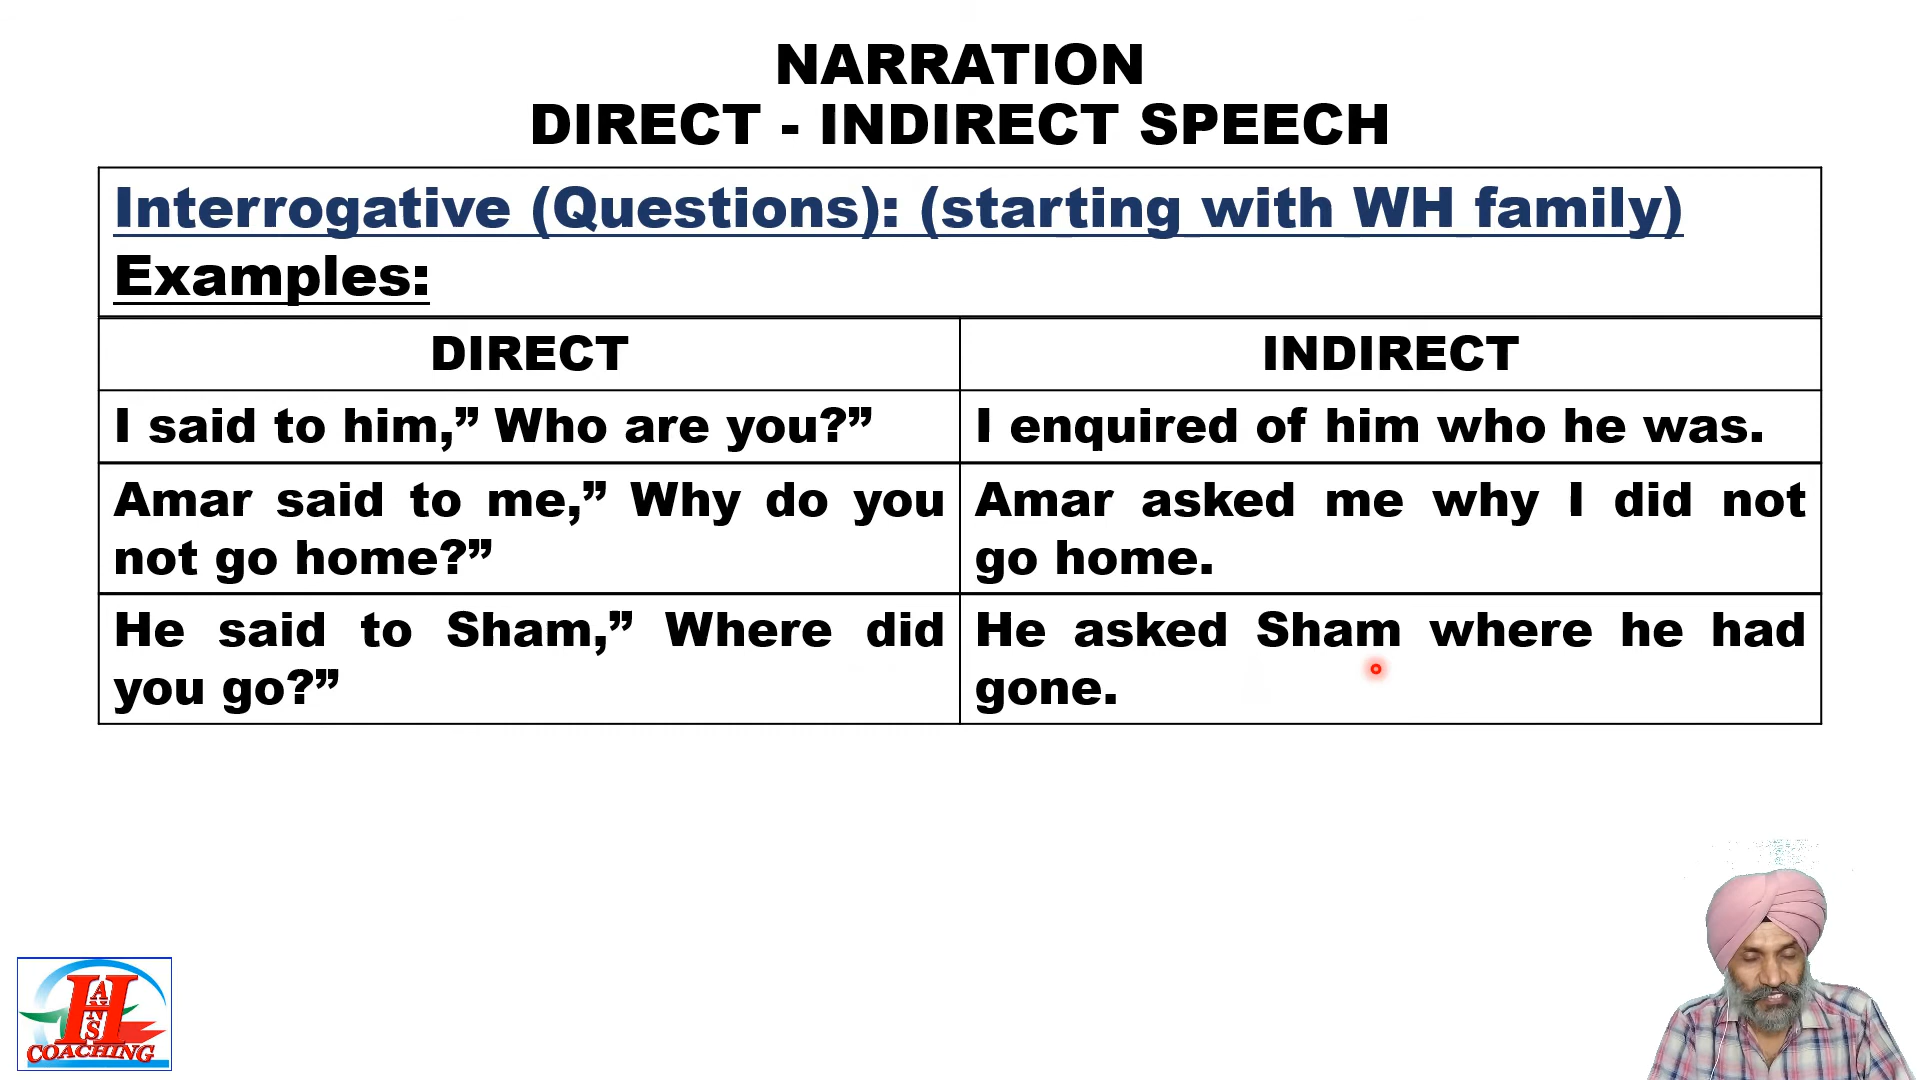 NARRATION
DIRECT - INDIRECT SPEECH
Interrogative (Questions): (starting with WH family)
Examples:
DIRECT
INDIRECT
I said to him,” Who are you?”
I enquired of him who he was.
Amar said to me,” Why do you
not go home?”
Amar asked me why I did not
go home.
He said to Sham,” Where did
you go?”
He asked Sham where he had
gone.
COACHING